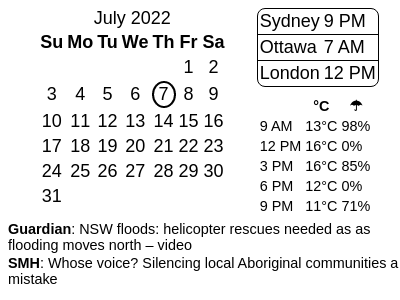 July 2022
Su Mo Tu We Th Fr Sa
1 2
3 4 5 6 7 8 9
10 11 12 13 14 15 16
17 18 19 20 21 22 23
24 25 26 27 28 29 30
31
Sydney 9 PM
Ottawa 7 AM
London 12 PM
°C ☂
9 AM 13°C 98%
12 PM 16°C 0%
3 PM 16°C 85%
6 PM 12°C 0%
9 PM 11°C 71%
Guardian: NSW floods: helicopter rescues needed as as
flooding moves north – video
SMH: Whose voice? Silencing local Aboriginal communities a
mistake